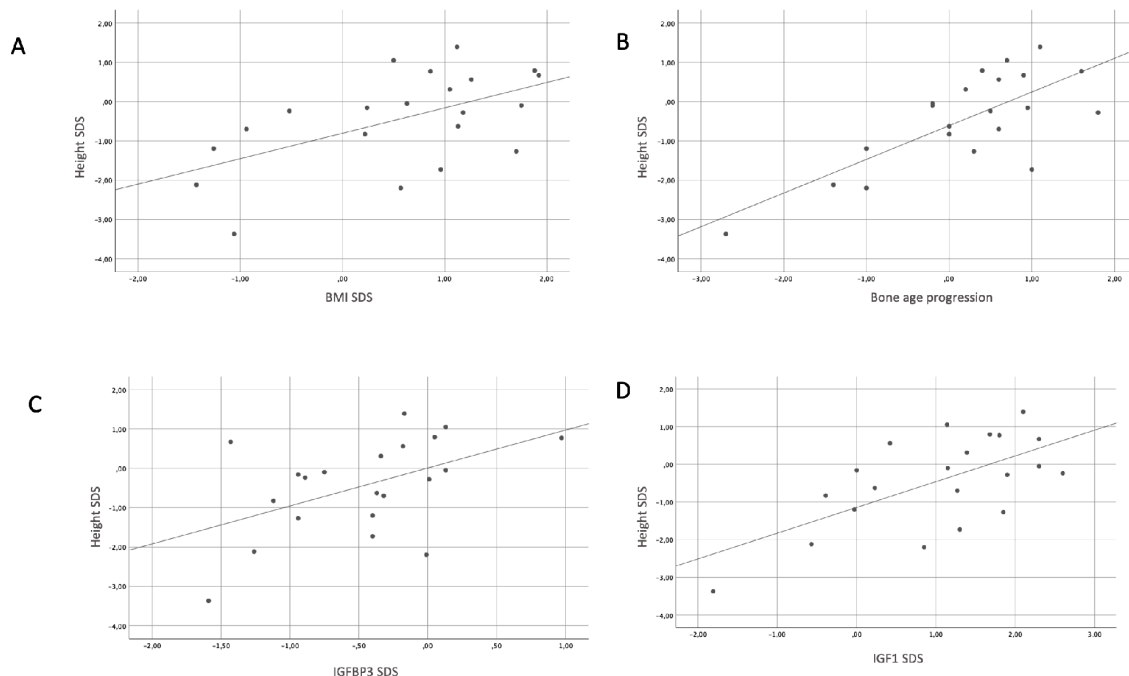 A
Height SDS
2,00
1,00
,00
-1,00
-2,00
-3,00
-4,00
-2,00 -1,00 ,00 1,00 2,00
BMI SDS
B
Height SDS
2,00
1,00
,00
-1,00
-2,00
-3,00
-4,00
-3,00 -2,00 -1,00 ,00 1,00 2,00
Bone age progression
C
Height SDS
2,00
1,00
,00
-1,00
-2,00
-3,00
-4,00
-2,00 -1,50 -1,00 -,50 ,00 ,50 1,00
IGFBP3 SDS
D
Height SDS
2,00
1,00
,00
-1,00
-2,00
-3,00
-4,00
-2,00 -1,00 ,00 1,00 2,00 3,00
IGF1 SDS